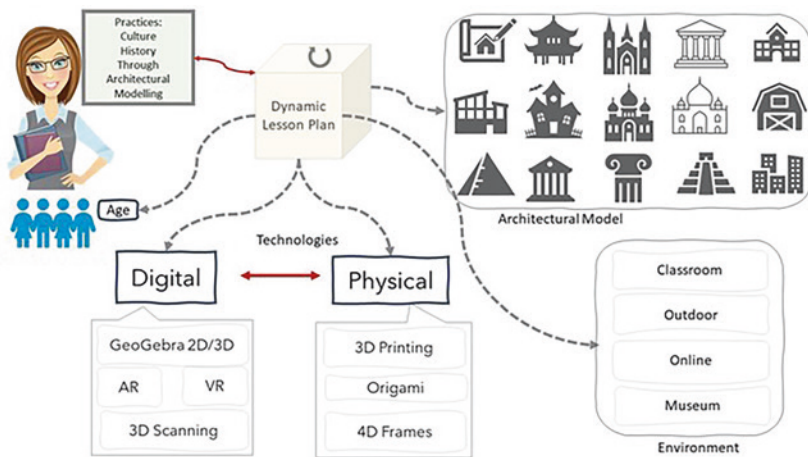 Practices:
Culture
History
Through
Architectural
Modelling
Dynamic
Lesson Plan
Age
Architectural Model
Technologies
Digital
Physical
GeoGebra 2D/3D
AR
VR
3D Scanning
3D Printing
Origami
4D Frames
Classroom
Outdoor
Online
Museum
Environment